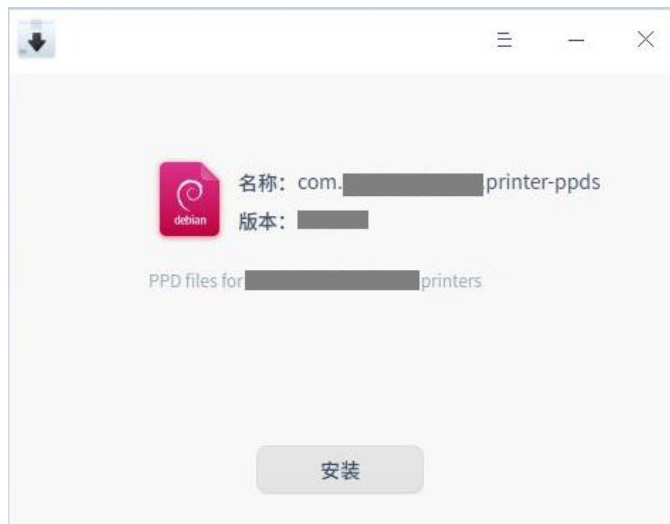 debian
名称：com. .printer-ppds
版本：
PPD files for printers
安装